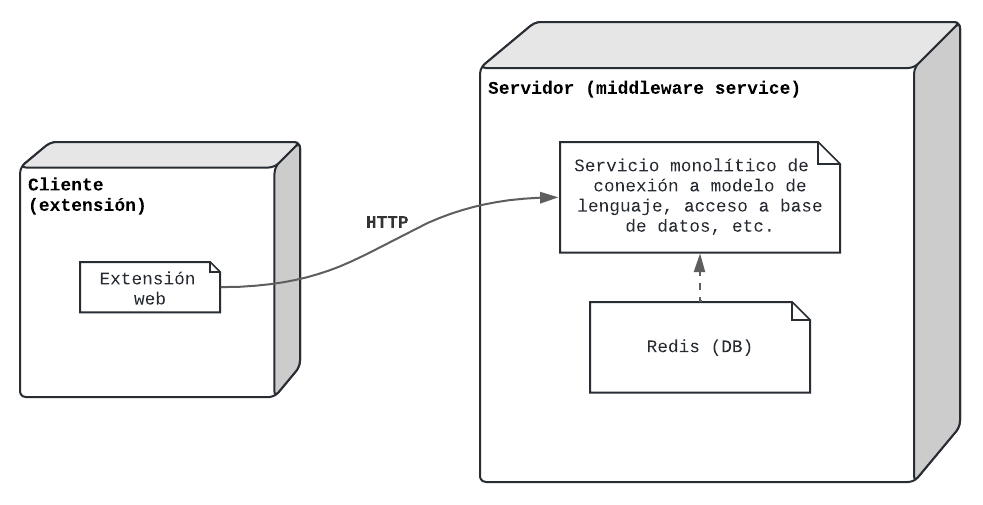 Servidor (middleware service)
Cliente
(extensión)
Servicio monolítico de
conexión a modelo de
lenguaje, acceso a base
de datos, etc.
HTTP
Extensión
web
Redis (DB)